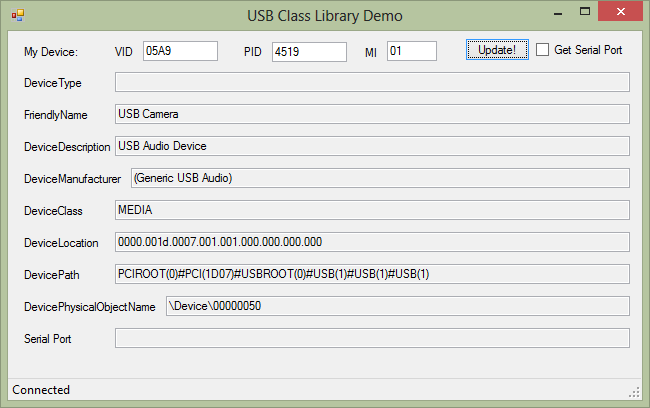 USB Class Library Demo
My Device: VID 05A9 PID 4519 MI 01 Update! Get Serial Port
DeviceType
FriendlyName USB Camera
DeviceDescription USB Audio Device
DeviceManufacturer (Generic USB Audio)
DeviceClass MEDIA
DeviceLocation 0000.001d.0007.001.001.000.000.000.000
DevicePath PCIROOT(0)#PCI(1D07)#USBROOT(0)#USB(1)#USB(1)#USB(1)
DevicePhysicalObjectName \Device\00000050
Serial Port
Connected